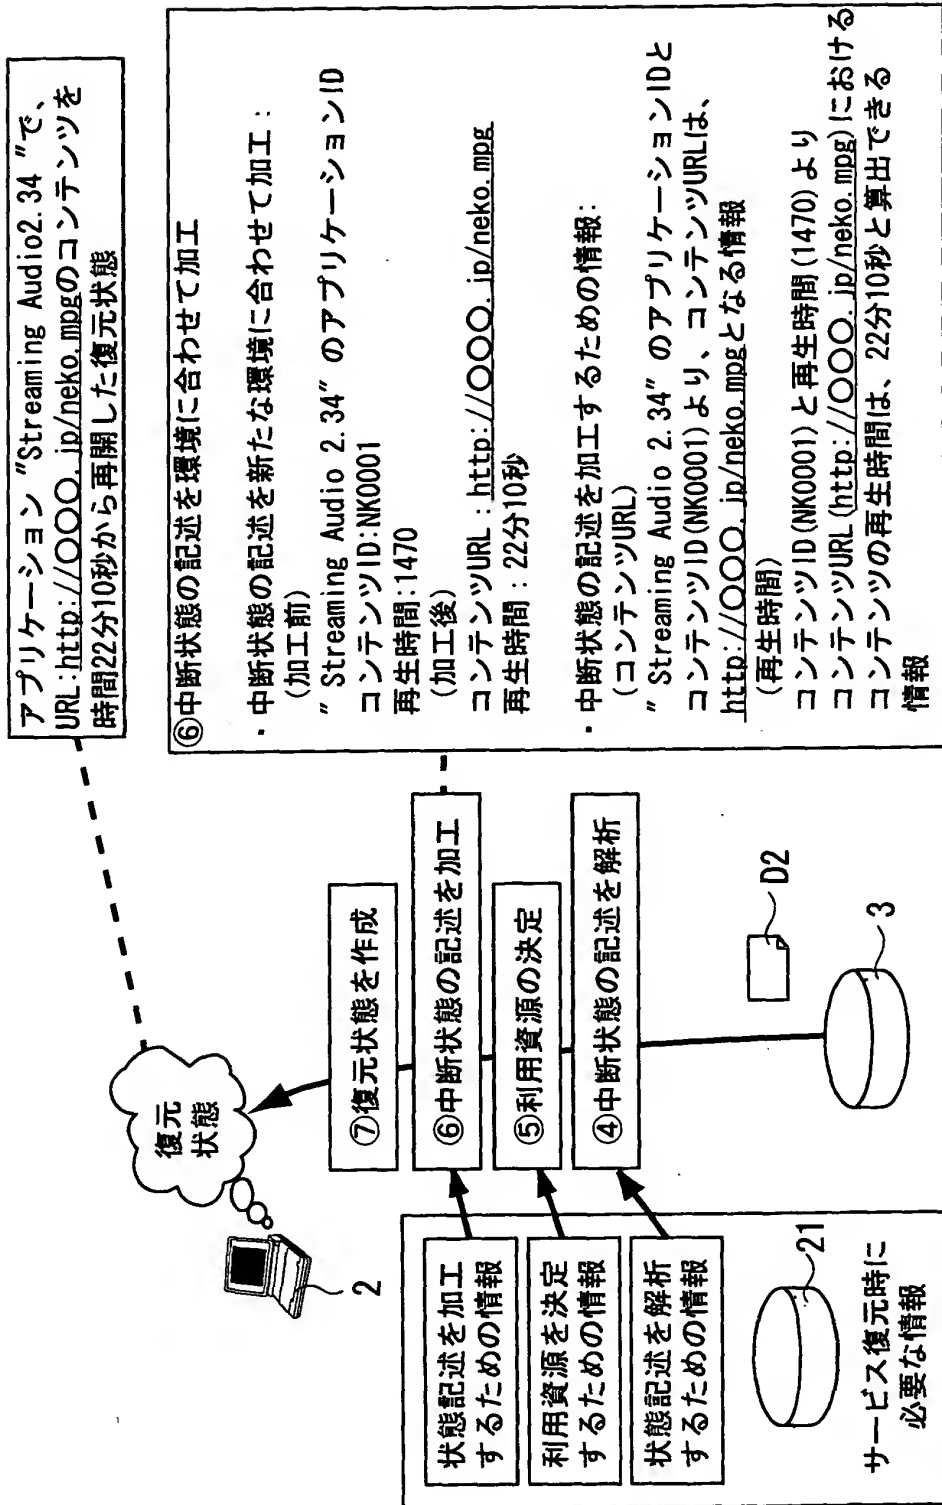 アプリケーション "Streaming Audio2.34 "で、
URL:http://〇〇〇. jp/neko.mpgのコンテンツを
時間22分10秒から再開した復元状態
⑥中断状態の記述を環境に合わせて加工
・中断状態の記述を新たな環境に合わせて加工:
(加工前)
" Streaming Audio 2.34" のアプリケーションID
コンテンツID:NK0001
再生時間:1470
(加工後)
コンテンツURL:http://〇〇〇. jp/neko.mpg
再生時間:22分10秒
・中断状態の記述を加工するための情報:
(コンテンツURL)
" Streaming Audio 2.34" のアプリケーションIDと
コンテンツID(NK0001)より、コンテンツURLは、
http://〇〇〇. jp/neko.mpgとなる情報
(再生時間)
コンテンツID(NK0001)と再生時間(1470)より
コンテンツURL(http://〇〇〇. jp/neko.mpg)における
コンテンツの再生時間は、22分10秒と算出できる
情報
復元
状態
2
⑦復元状態を作成
⑥中断状態の記述を加工
⑤利用資源の決定
④中断状態の記述を解析
D2
3
状態記述を加工
するための情報
利用資源を決定
するための情報
状態記述を解析
するための情報
21
サービス復元時に
必要な情報